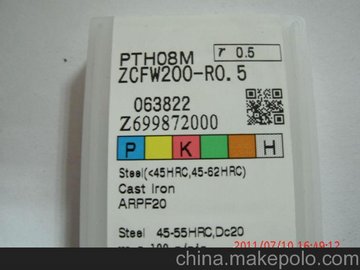 PTH08M r 0.5
ZCFW200-R0.5
063822
Z699872000
P K H
Steel(<45HRC,45-62HRC)
Cast Iron
ARPF20
Steel 45-55HRC,Dc20
2011/07/10 16:49:12
china.makepolo.com